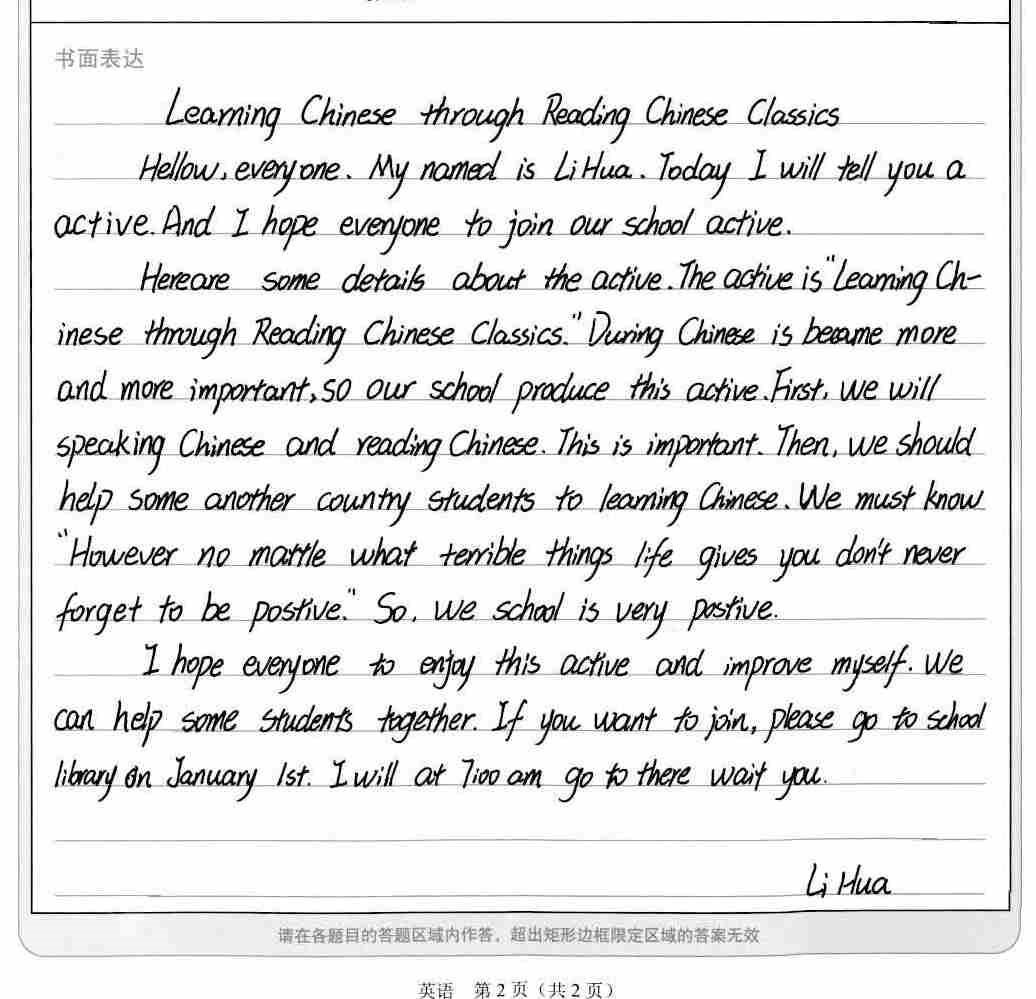 书面表达
Learning Chinese through Reading Chinese Classics
Hellow, everyone. My named is Li Hua. Today I will tell you a
active. And I hope everyone to join our school active.
Hereare some details about the active. The active is "Learning Ch-
inese through Reading Chinese Classics." During Chinese is became more
and more important, so our school produce this active. First, we will
speaking Chinese and reading Chinese. This is important. Then, we should
help some another country students to learning Chinese. We must know
"However no mattle what terrible things life gives you don't never
forget to be postive." So, we school is very postive.
I hope everyone to enjoy this active and improve myself. We
can help some students together. If you want to join, please go to school
library on January 1st. I will at 7:00 am go to there wait you.
Li Hua
请在各题目的答题区域内作答，超出矩形边框限定区域的答案无效
英语 第 2 页（共 2 页）